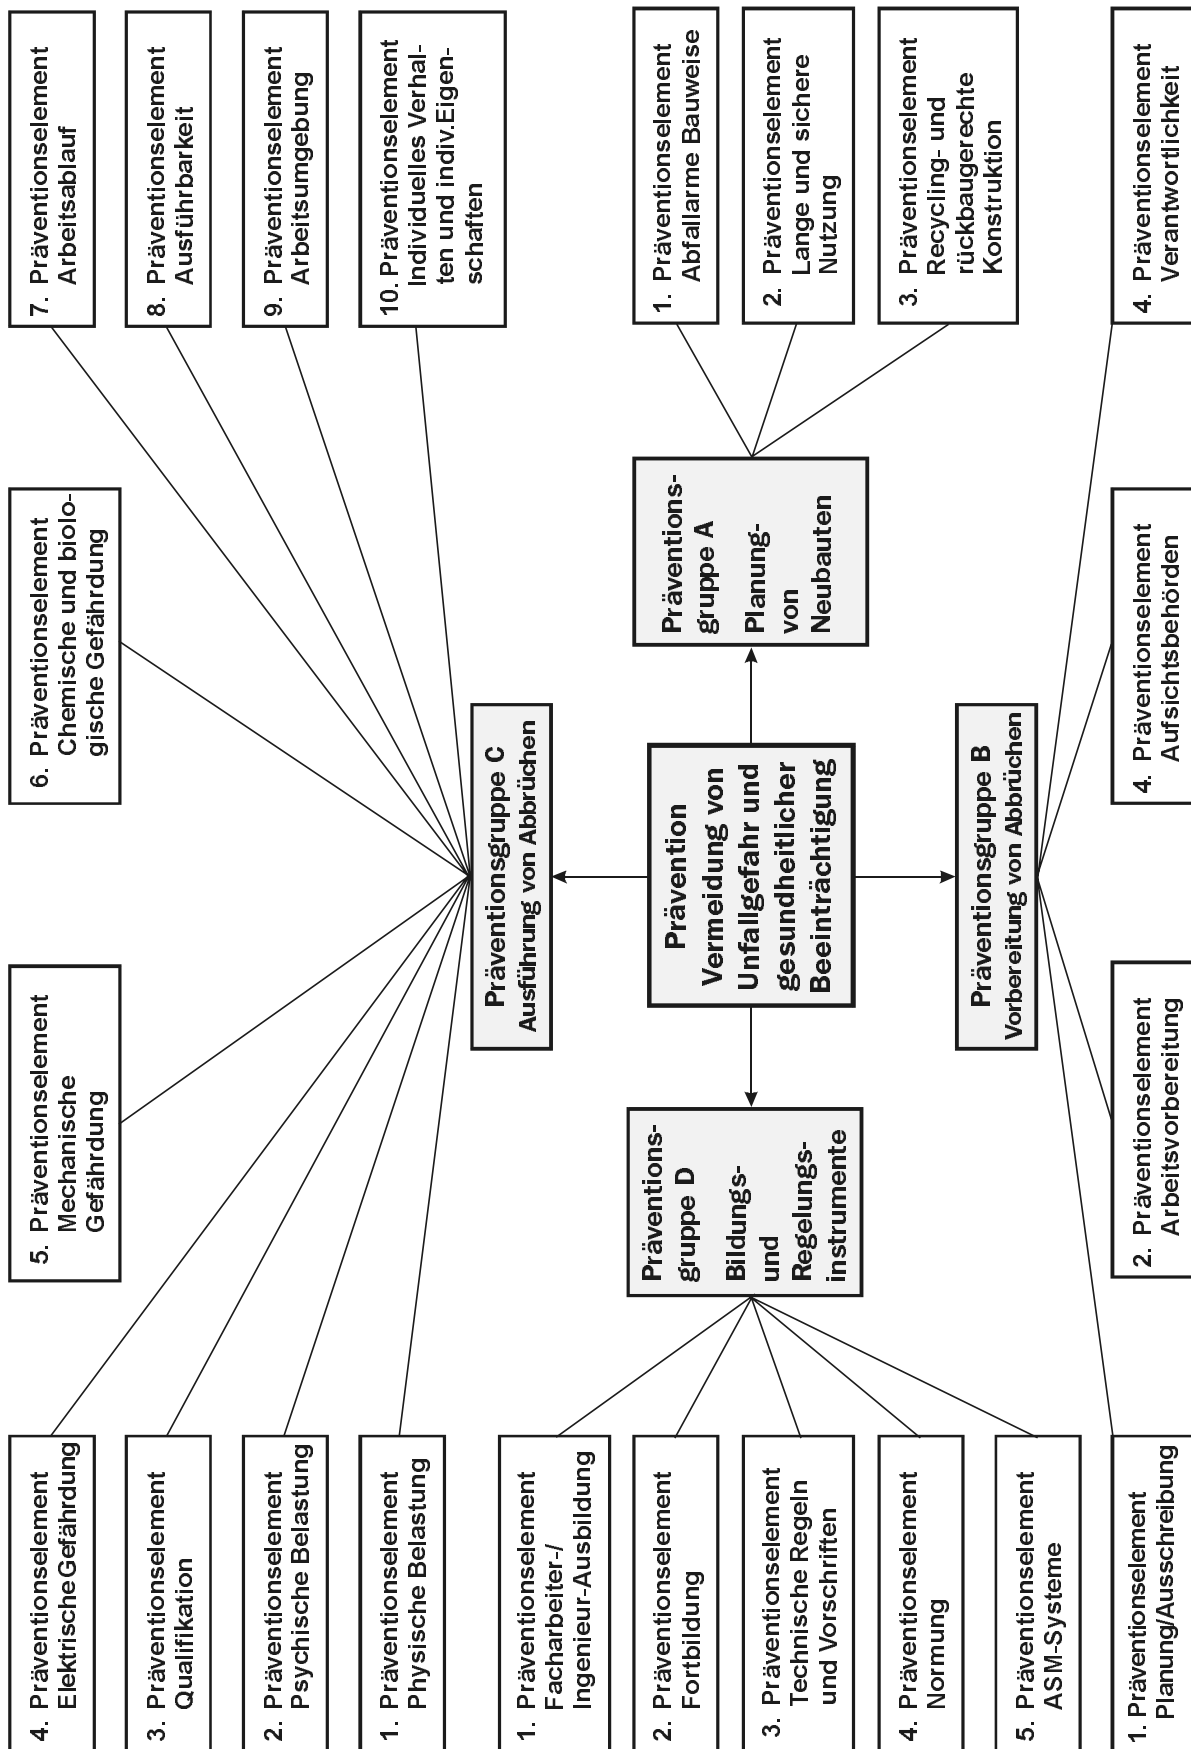 4. Präventionselement
Elektrische Gefährdung
3. Präventionselement
Qualifikation
2. Präventionselement
Psychische Belastung
1. Präventionselement
Physische Belastung
5. Präventionselement
Mechanische
Gefährdung
6. Präventionselement
Chemische und biolo-
gische Gefährdung
7. Präventionselement
Arbeitsablauf
8. Präventionselement
Ausführbarkeit
9. Präventionselement
Arbeitsumgebung
10. Präventionselement
Individuelles Verhal-
ten und indiv.Eigen-
schaften
Präventionsgruppe C
Ausführung von Abbrüchen
1. Präventionselement
Facharbeiter-/
Ingenieur-Ausbildung
2. Präventionselement
Fortbildung
3. Präventionselement
Technische Regeln
und Vorschriften
4. Präventionselement
Normung
5. Präventionselement
ASM-Systeme
Präventions-
gruppe D
Bildungs-
und
Regelungs-
instrumente
Prävention
Vermeidung von
Unfallgefahr und
gesundheitlicher
Beeinträchtigung
Präventions-
gruppe A
Planung-
von
Neubauten
1. Präventionselement
Abfallarme Bauweise
2. Präventionselement
Lange und sichere
Nutzung
3. Präventionselement
Recycling- und
rückbaugerechte
Konstruktion
Präventionsgruppe B
Vorbereitung von Abbrüchen
1. Präventionselement
Planung/Ausschreibung
2. Präventionselement
Arbeitsvorbereitung
4. Präventionselement
Aufsichtsbehörden
4. Präventionselement
Verantwortlichkeit